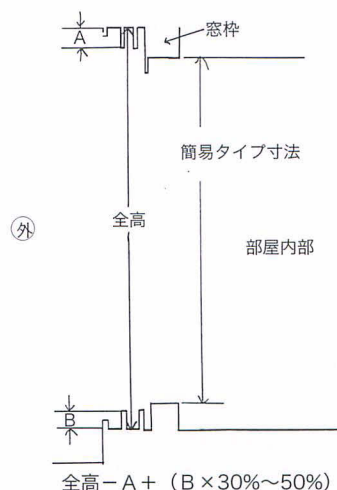 A
窓枠
簡易タイプ寸法
外
全高
部屋内部
B
全高－A＋（B×30%～50%）